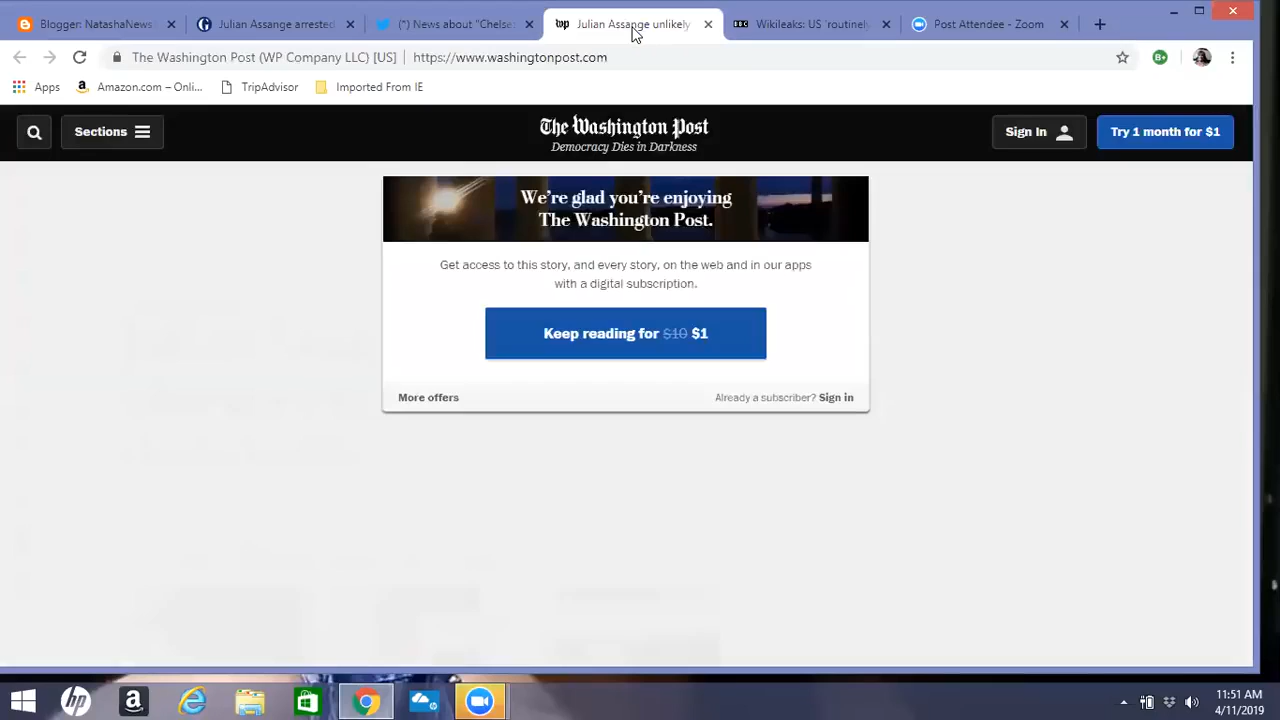 Blogger: NatashaNews
Julian Assange arrested
(*) News about "Chelse
Julian Assange unlikely
Wikileaks: US 'routinely
Post Attendee - Zoom
The Washington Post (WP Company LLC) [US] | https://www.washingtonpost.com
Apps
Amazon.com – Onli...
TripAdvisor
Imported From IE
Sections
The Washington Post
Democracy Dies in Darkness
Sign In
Try 1 month for $1
We're glad you're enjoying
The Washington Post.
Get access to this story, and every story, on the web and in our apps
with a digital subscription.
Keep reading for $10 $1
More offers
Already a subscriber? Sign in
11:51 AM
4/11/2019